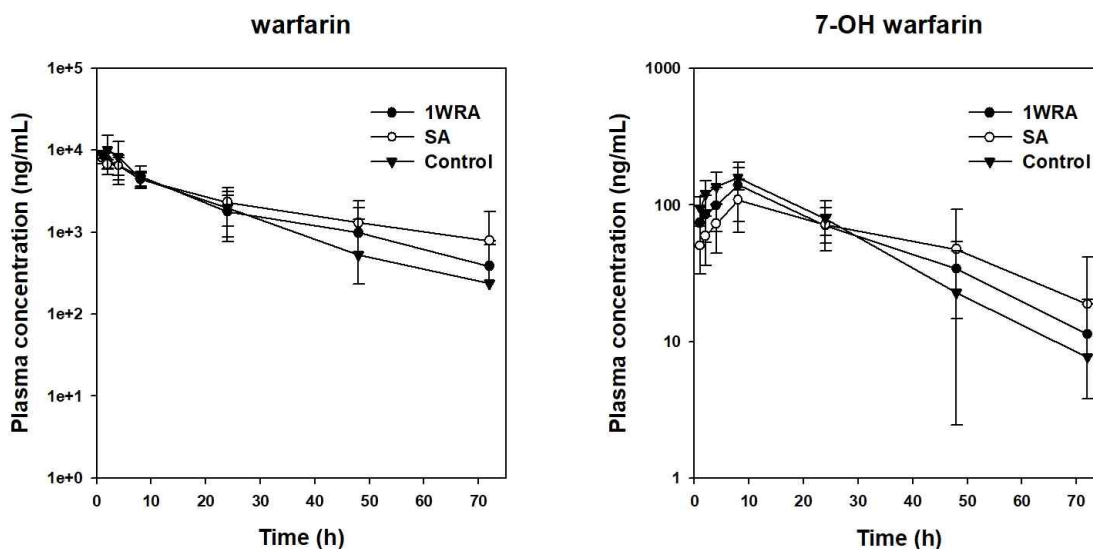 warfarin
Plasma concentration (ng/mL)
1e+5
1e+4
1e+3
1e+2
1e+1
1e+0
1WRA
SA
Control
0 10 20 30 40 50 60 70
Time (h)
7-OH warfarin
Plasma concentration (ng/mL)
1000
100
10
1
1WRA
SA
Control
0 10 20 30 40 50 60 70
Time (h)